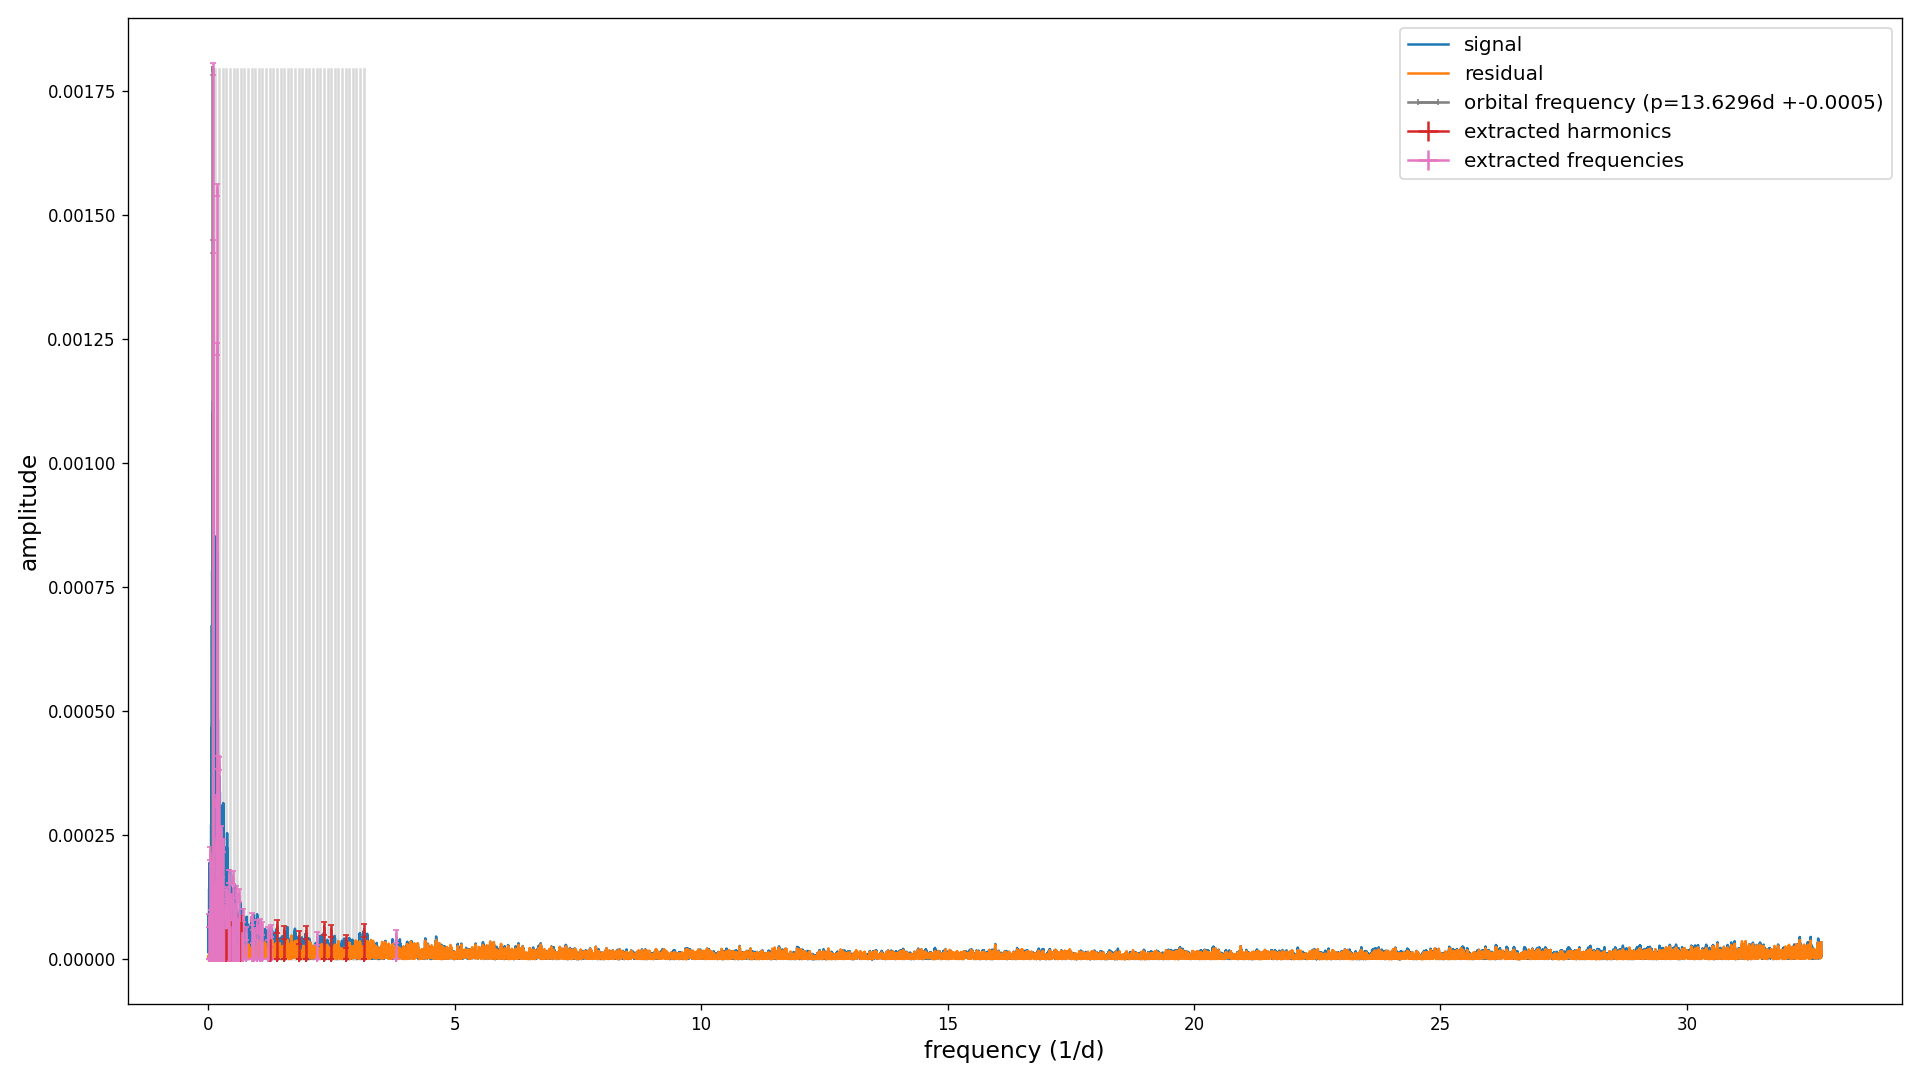 signal
residual
orbital frequency (p=13.6296d +-0.0005)
extracted harmonics
extracted frequencies
0.00175
0.00150
0.00125
0.00100
0.00075
0.00050
0.00025
0.00000
amplitude
0 5 10 15 20 25 30
frequency (1/d)